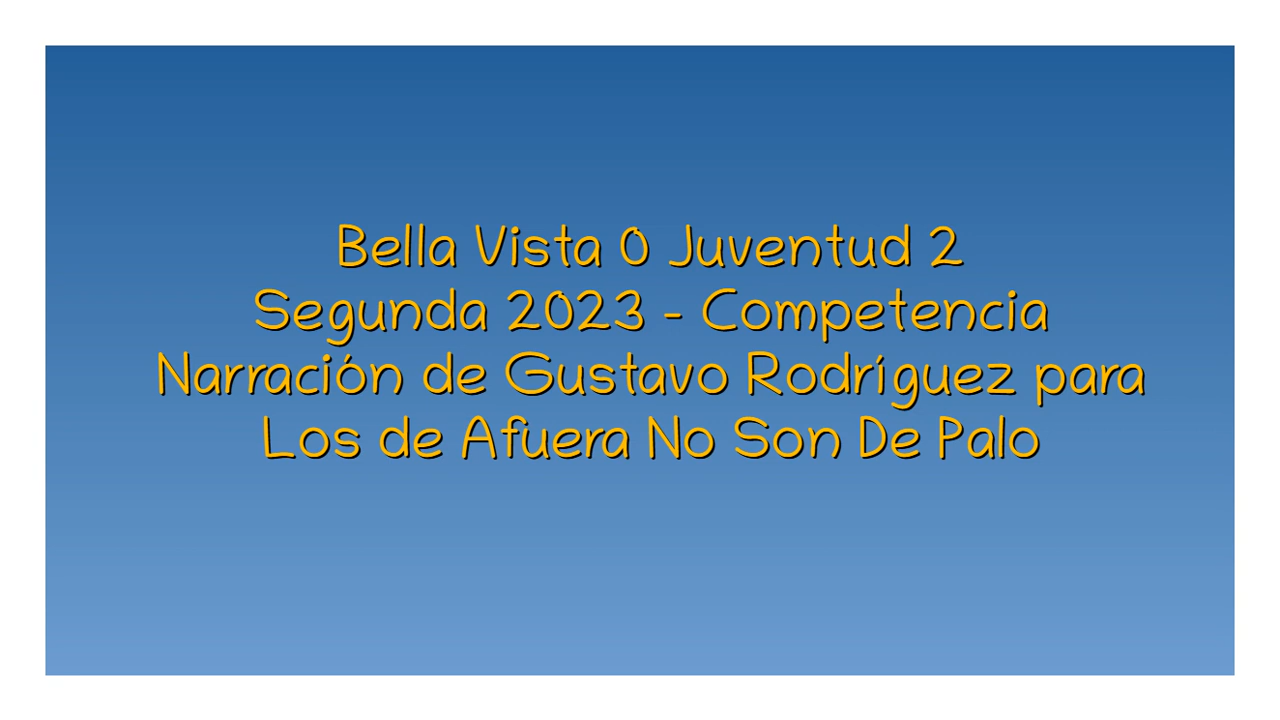 Bella Vista 0 Juventud 2
Segunda 2023 - Competencia
Narración de Gustavo Rodríguez para
Los de Afuera No Son De Palo